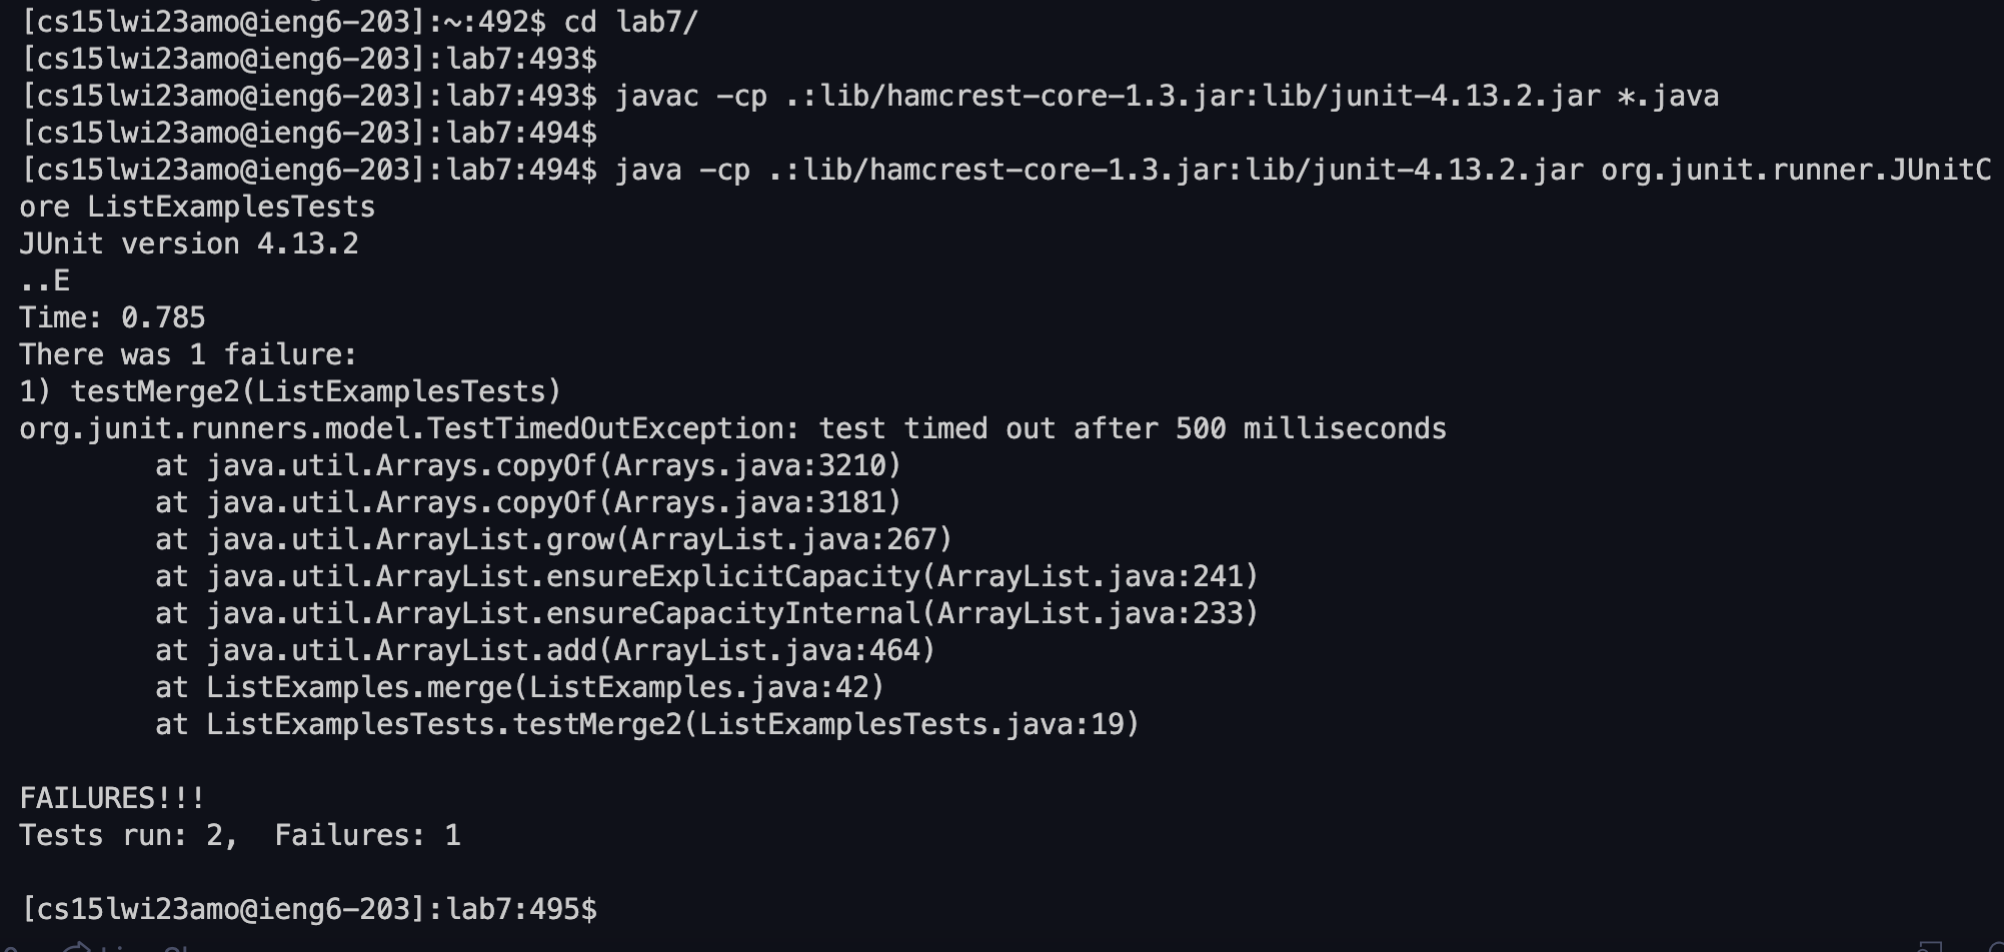 [cs15lwi23amo@ieng6-203]:~:492$ cd lab7/
[cs15lwi23amo@ieng6-203]:lab7:493$
[cs15lwi23amo@ieng6-203]:lab7:493$ javac -cp .:lib/hamcrest-core-1.3.jar:lib/junit-4.13.2.jar *.java
[cs15lwi23amo@ieng6-203]:lab7:494$
[cs15lwi23amo@ieng6-203]:lab7:494$ java -cp .:lib/hamcrest-core-1.3.jar:lib/junit-4.13.2.jar org.junit.runner.JUnitC
ore ListExamplesTests
JUnit version 4.13.2
..E
Time: 0.785
There was 1 failure:
1) testMerge2(ListExamplesTests)
org.junit.runners.model.TestTimedOutException: test timed out after 500 milliseconds
        at java.util.Arrays.copyOf(Arrays.java:3210)
        at java.util.Arrays.copyOf(Arrays.java:3181)
        at java.util.ArrayList.grow(ArrayList.java:267)
        at java.util.ArrayList.ensureExplicitCapacity(ArrayList.java:241)
        at java.util.ArrayList.ensureCapacityInternal(ArrayList.java:233)
        at java.util.ArrayList.add(ArrayList.java:464)
        at ListExamples.merge(ListExamples.java:42)
        at ListExamplesTests.testMerge2(ListExamplesTests.java:19)

FAILURES!!!
Tests run: 2,  Failures: 1

[cs15lwi23amo@ieng6-203]:lab7:495$